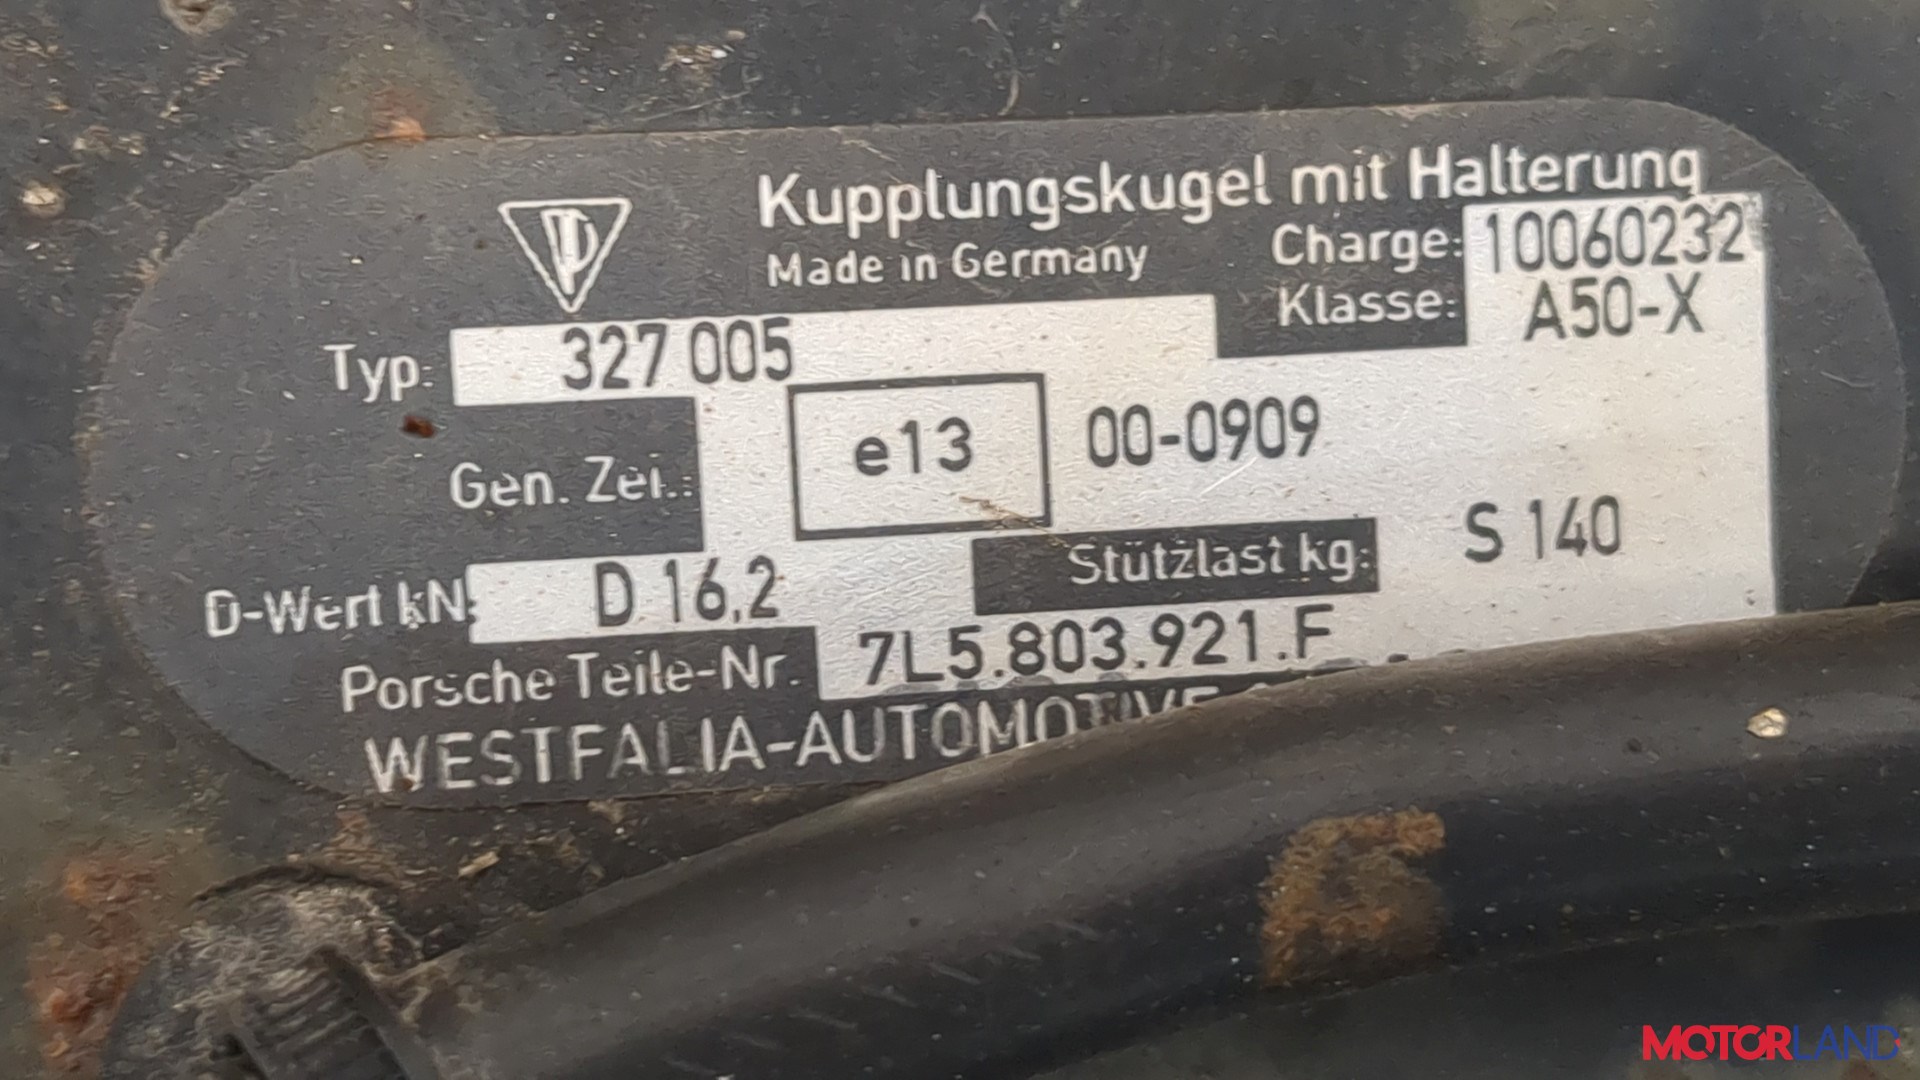 Kupplungskugel mit Halterung
Made in Germany
Charge: 10060232
Klasse: A50-X
Typ: 327 005
Gen. Zei.: e13 00-0909
D-Wert kN: D 16,2 Stützlast kg: S 140
Porsche Teile-Nr. 7L5.803.921.F
WESTFALIA-AUTOMOTIVE
MOTORLAND